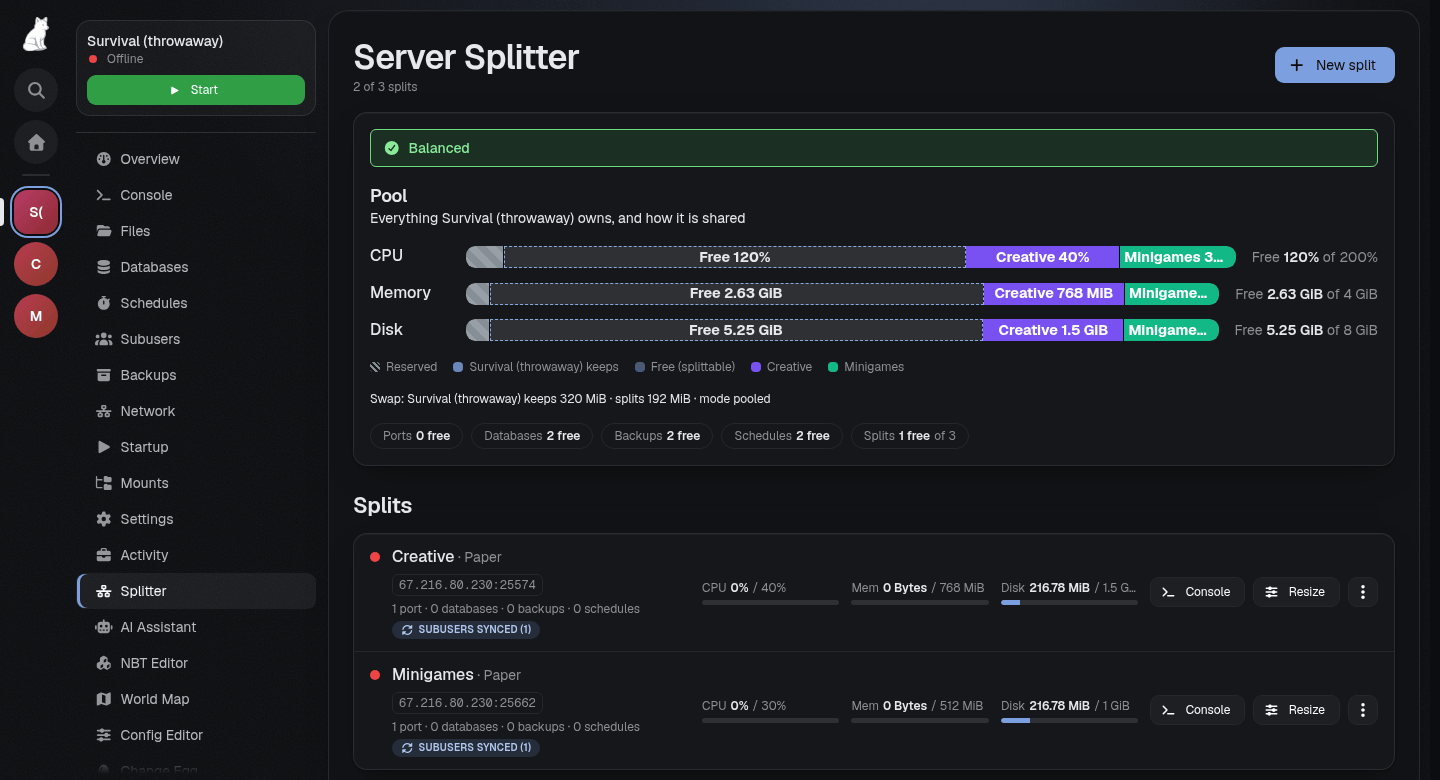 Survival (throwaway)
Offline
Start
S(
C
M
Overview
Console
Files
Databases
Schedules
Subusers
Backups
Network
Startup
Mounts
Settings
Activity
Splitter
AI Assistant
NBT Editor
World Map
Config Editor
Change Egg
Server Splitter
2 of 3 splits
New split
Balanced
Pool
Everything Survival (throwaway) owns, and how it is shared
CPU Free 120% Creative 40% Minigames 3... Free 120% of 200%
Memory Free 2.63 GiB Creative 768 MiB Minigame... Free 2.63 GiB of 4 GiB
Disk Free 5.25 GiB Creative 1.5 GiB Minigame... Free 5.25 GiB of 8 GiB
Reserved Survival (throwaway) keeps Free (splittable) Creative Minigames
Swap: Survival (throwaway) keeps 320 MiB · splits 192 MiB · mode pooled
Ports 0 free Databases 2 free Backups 2 free Schedules 2 free Splits 1 free of 3
Splits
Creative · Paper
67.216.80.230:25574
1 port · 0 databases · 0 backups · 0 schedules
SUBUSERS SYNCED (1)
CPU 0% / 40% Mem 0 Bytes / 768 MiB Disk 216.78 MiB / 1.5 G...
Console Resize
Minigames · Paper
67.216.80.230:25662
1 port · 0 databases · 0 backups · 0 schedules
SUBUSERS SYNCED (1)
CPU 0% / 30% Mem 0 Bytes / 512 MiB Disk 216.78 MiB / 1 GiB
Console Resize